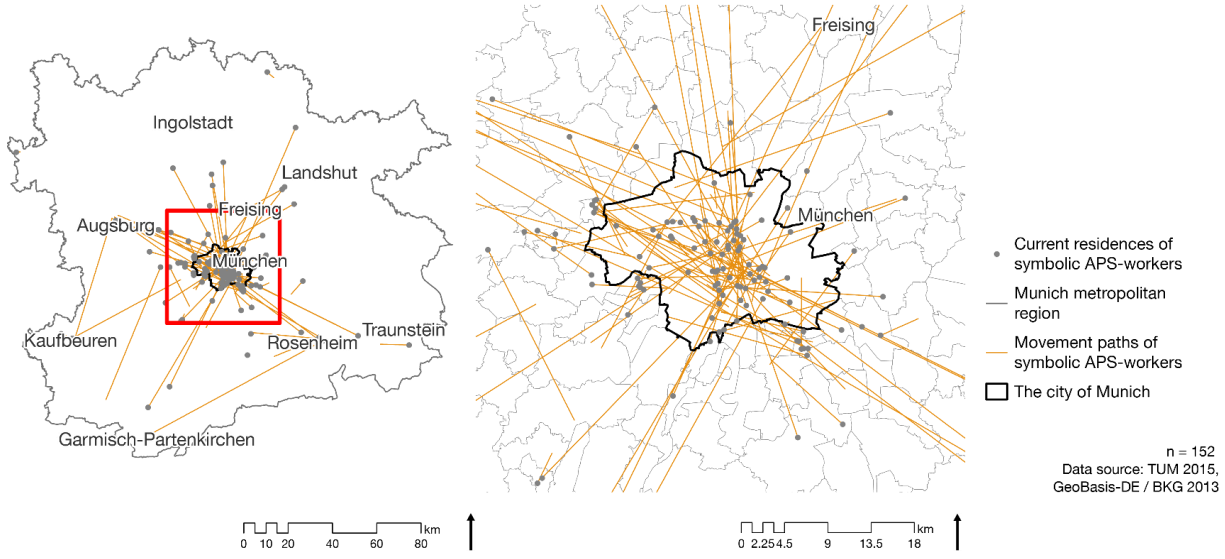 Ingolstadt
Landshut
Freising
Augsburg
München
Kaufbeuren
Rosenheim
Traunstein
Garmisch-Partenkirchen
0 10 20 40 60 80
km
Freising
München
0 2.25 4.5 9 13.5 18
km
Current residences of
symbolic APS-workers
Munich metropolitan
region
Movement paths of
symbolic APS-workers
The city of Munich
n = 152
Data source: TUM 2015,
GeoBasis-DE / BKG 2013